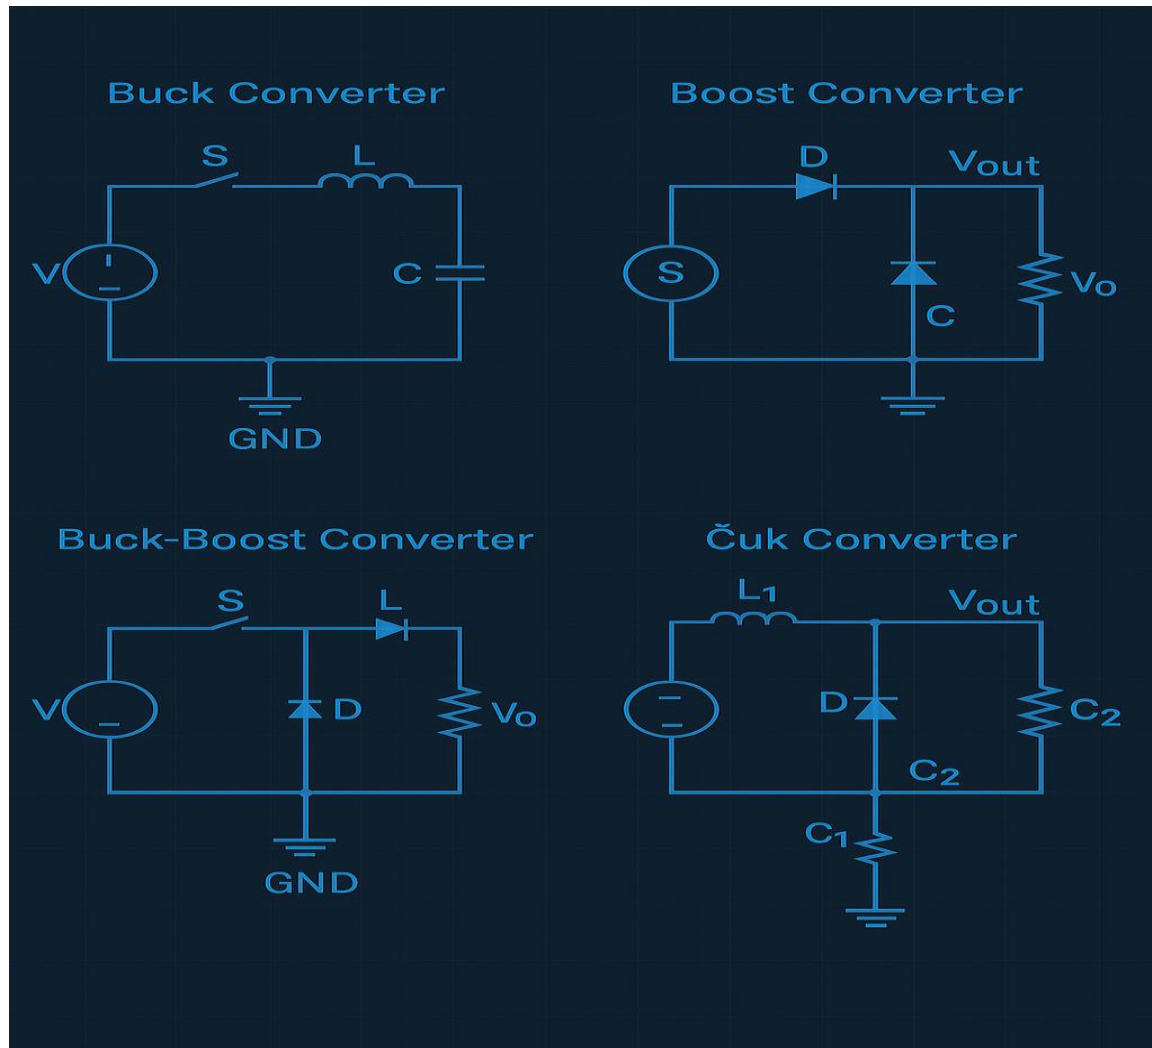 Buck Converter
S
L
V
C
GND
Boost Converter
D
Vout
S
Vo
C
Buck-Boost Converter
S
L
V
D
Vo
GND
Čuk Converter
L1
Vout
D
C2
C2
C1